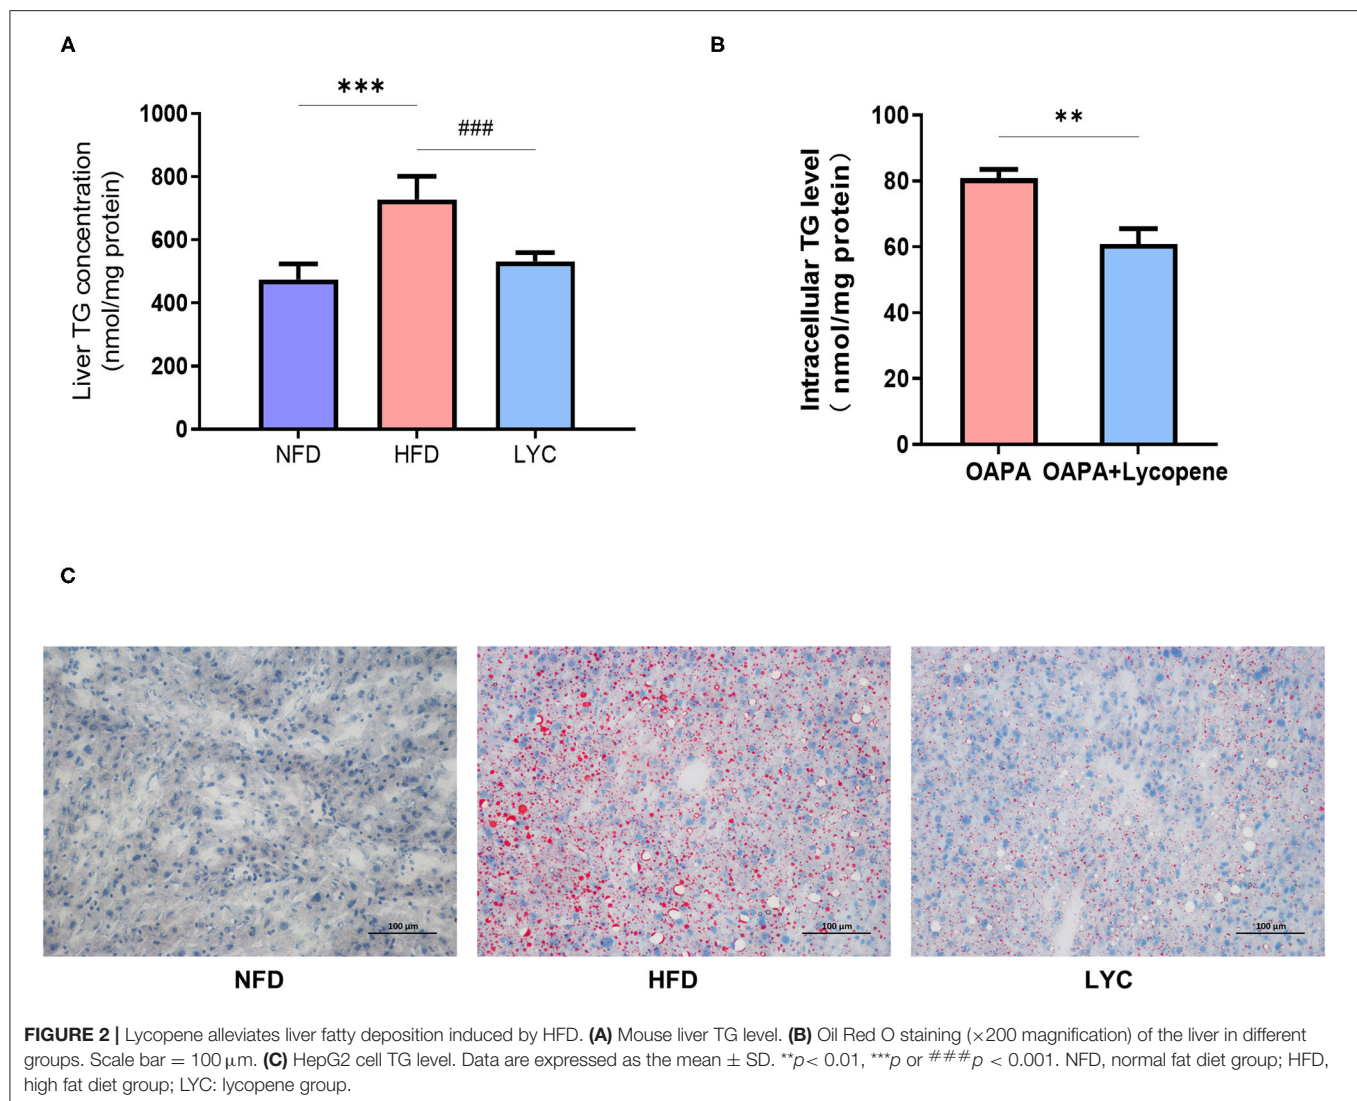 A
B
***
###
1000
800
600
400
200
0
Liver TG concentration
(nmol/mg protein)
NFD HFD LYC
**
100
80
60
40
20
0
Intracellular TG level
( nmol/mg protein)
OAPA OAPA+Lycopene
C
100 µm
100 µm
100 µm
NFD HFD LYC
FIGURE 2 | Lycopene alleviates liver fatty deposition induced by HFD. (A) Mouse liver TG level. (B) Oil Red O staining (×200 magnification) of the liver in different
groups. Scale bar = 100 µm. (C) HepG2 cell TG level. Data are expressed as the mean ± SD. **p< 0.01, ***p or ###p < 0.001. NFD, normal fat diet group; HFD,
high fat diet group; LYC: lycopene group.